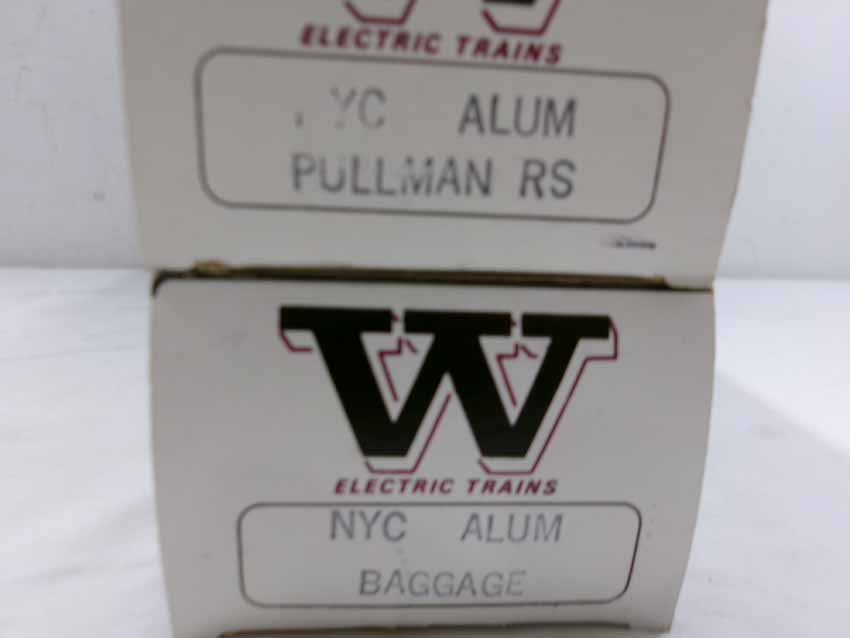 ELECTRIC TRAINS
YC ALUM
PULLMAN RS
W
ELECTRIC TRAINS
NYC ALUM
BAGGAGE